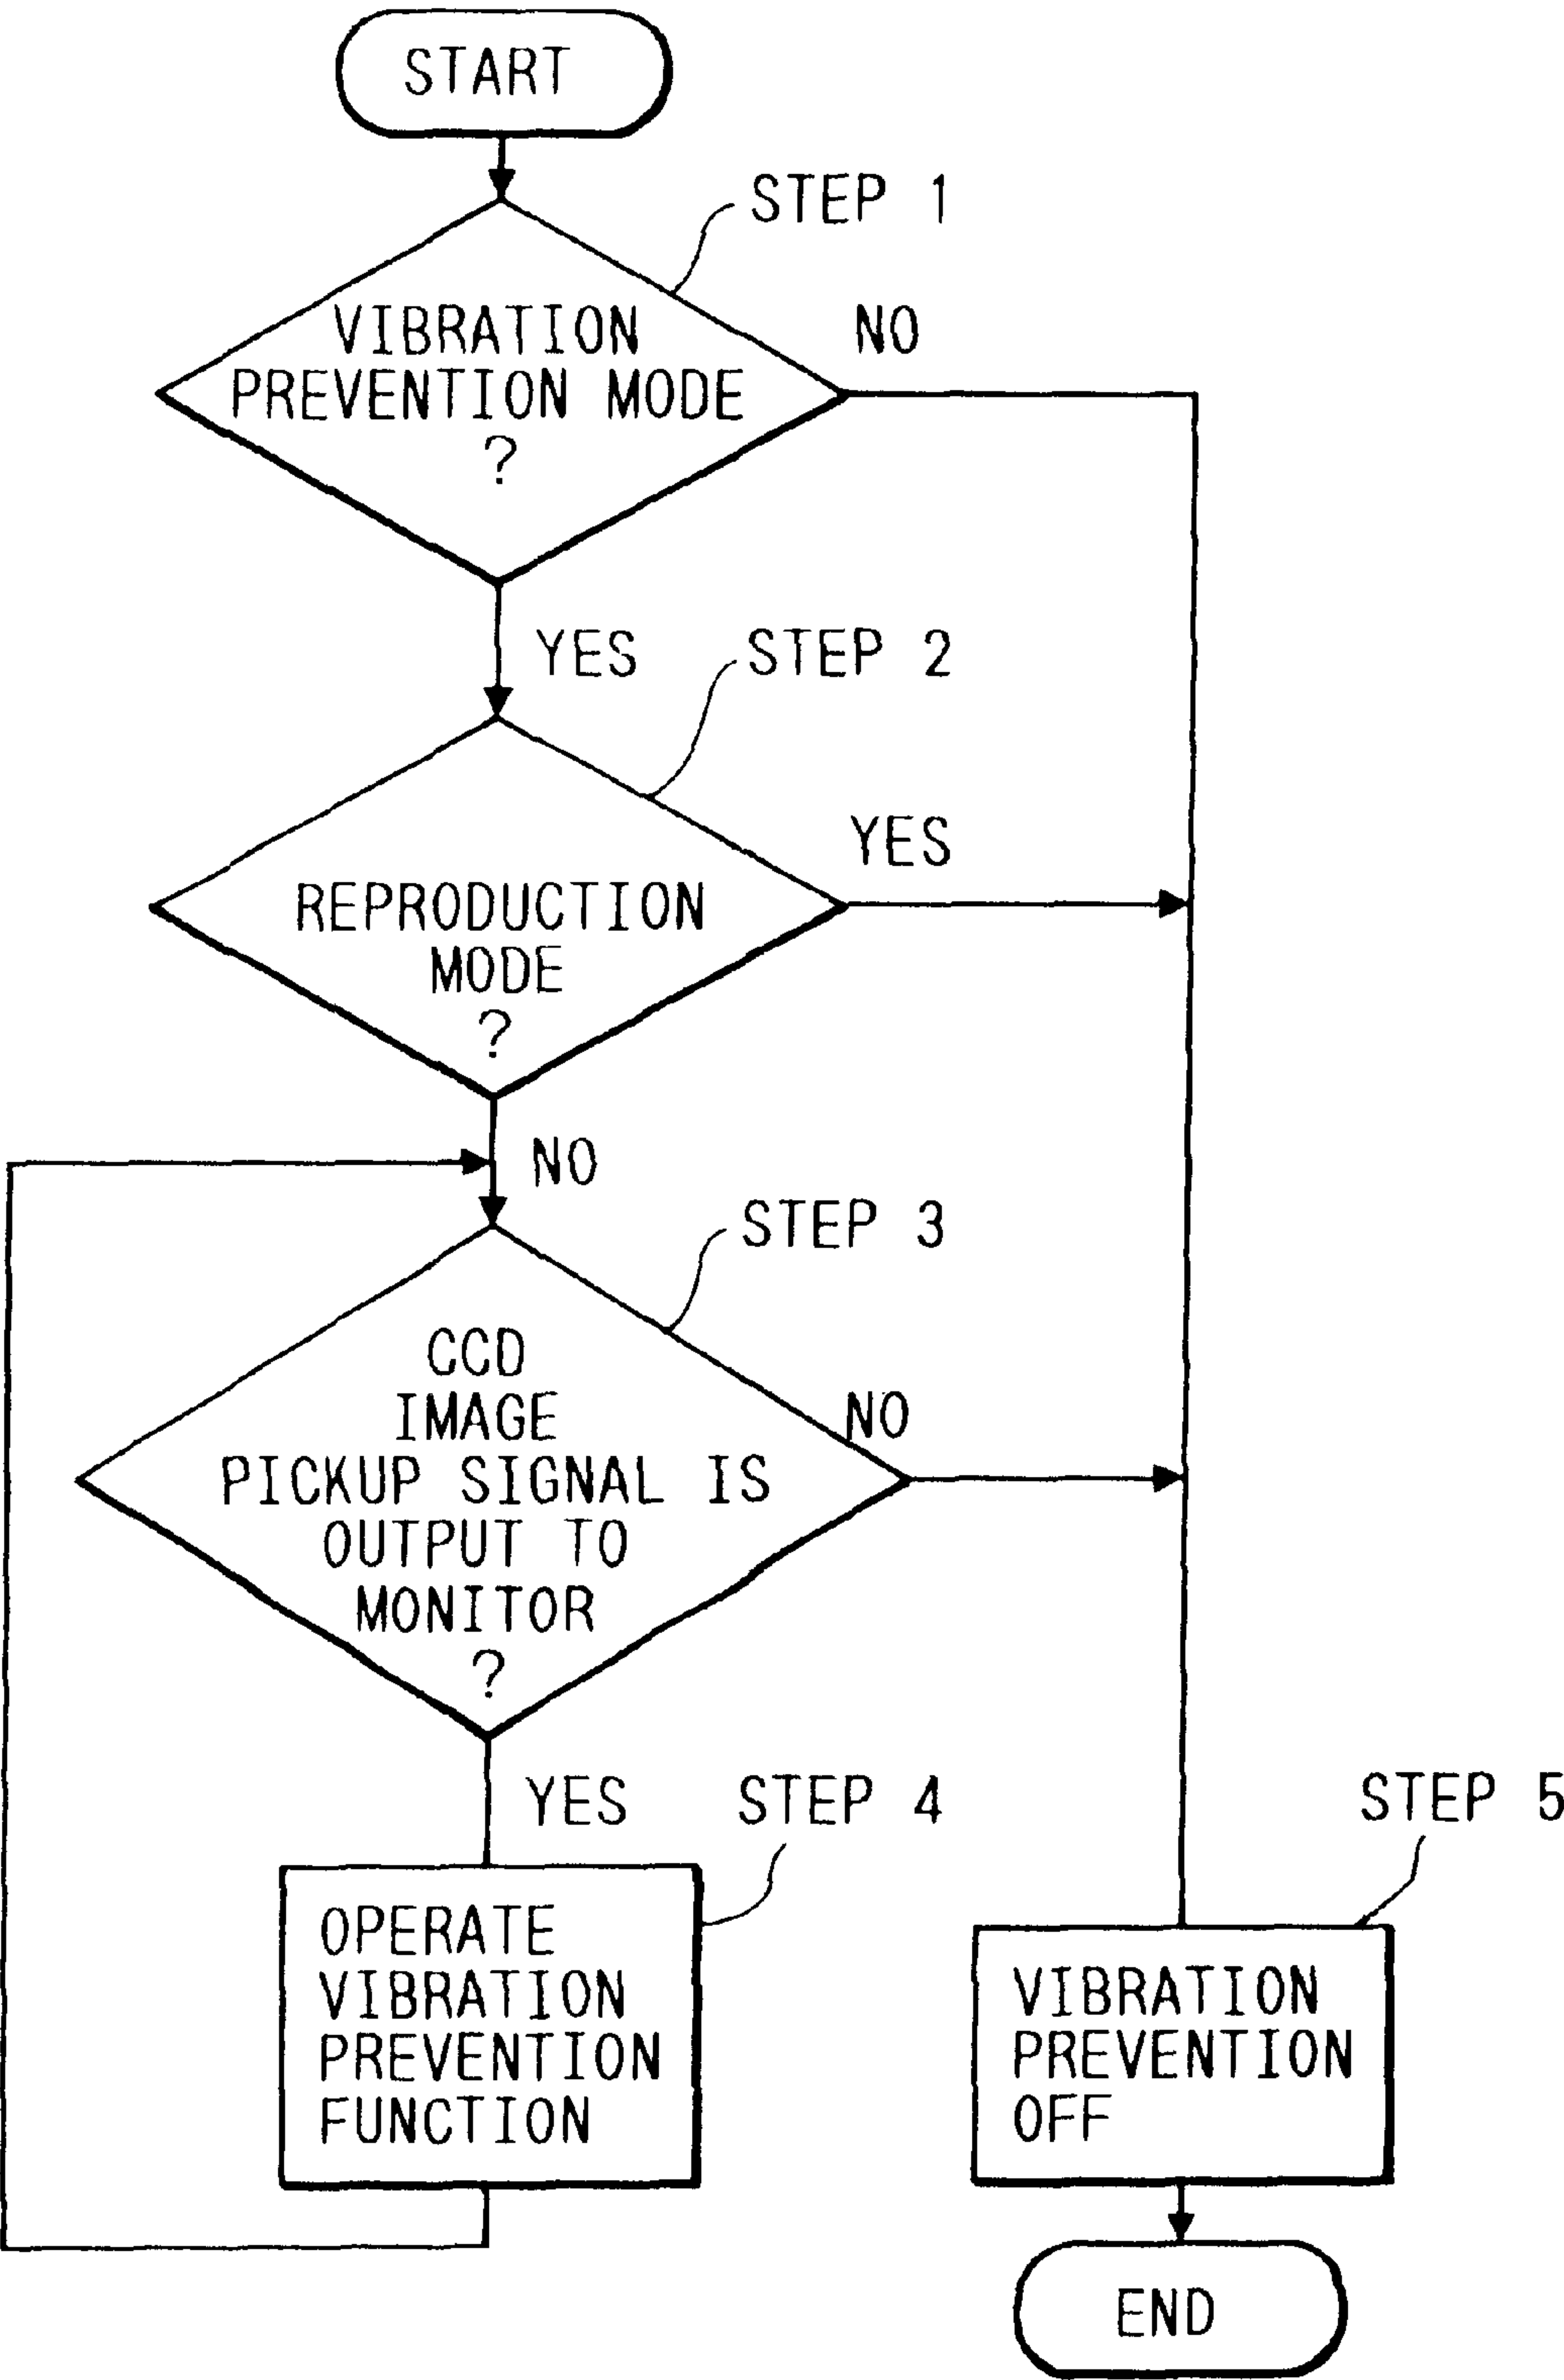 START
STEP 1
VIBRATION
PREVENTION MODE
?
NO
YES
STEP 2
REPRODUCTION
MODE
?
YES
NO
STEP 3
CCD
IMAGE
PICKUP SIGNAL IS
OUTPUT TO
MONITOR
?
NO
YES
STEP 4
OPERATE
VIBRATION
PREVENTION
FUNCTION
STEP 5
VIBRATION
PREVENTION
OFF
END